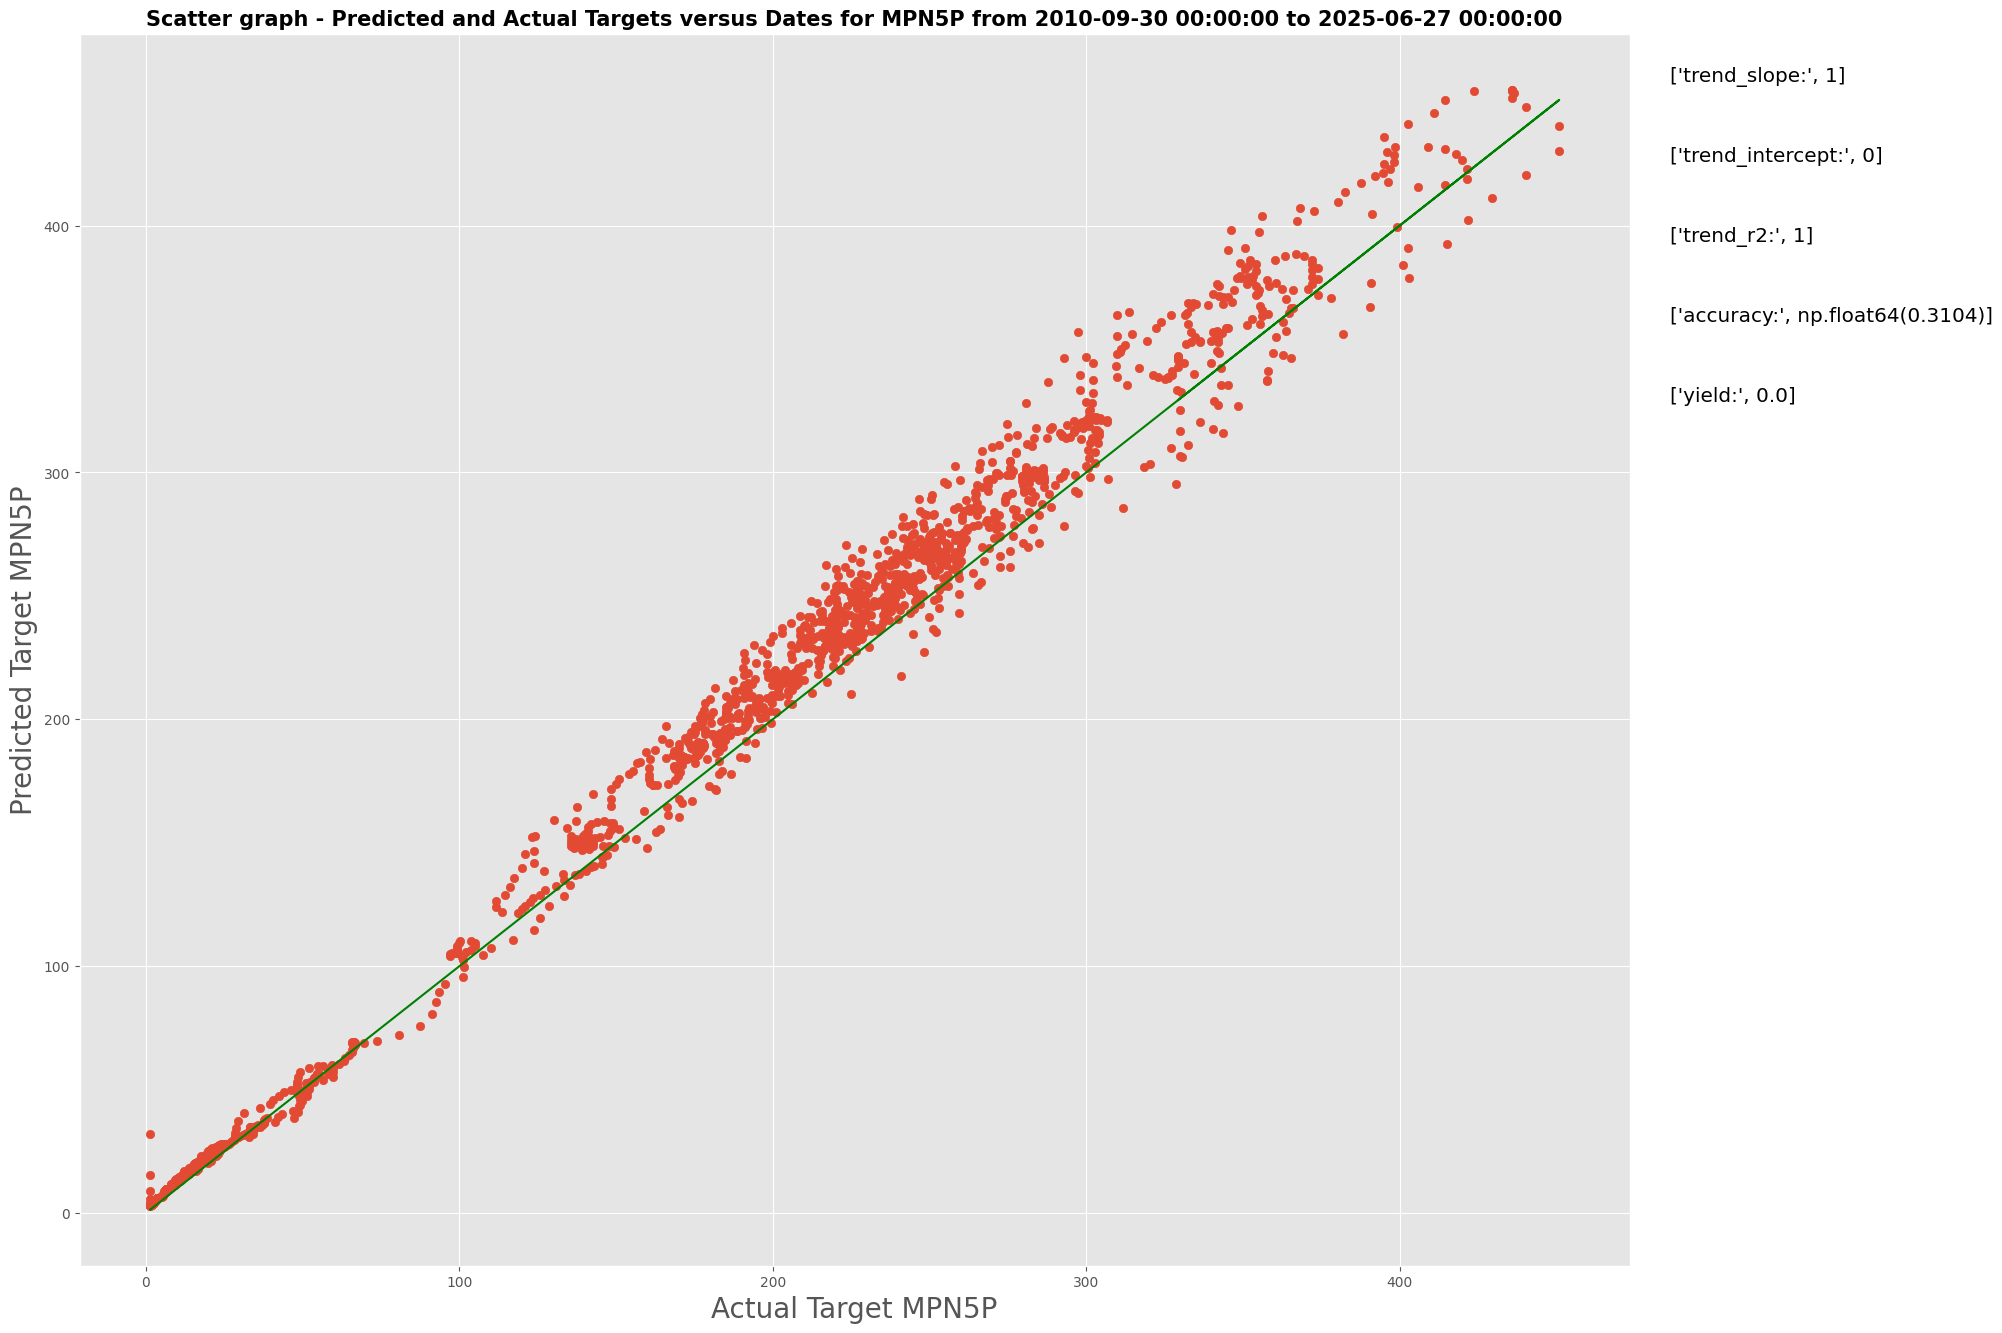 Scatter graph - Predicted and Actual Targets versus Dates for MPN5P from 2010-09-30 00:00:00 to 2025-06-27 00:00:00
['trend_slope:', 1]
['trend_intercept:', 0]
['trend_r2:', 1]
['accuracy:', np.float64(0.3104)]
['yield:', 0.0]
Predicted Target MPN5P
400
300
200
100
0
0 100 200 300 400
Actual Target MPN5P